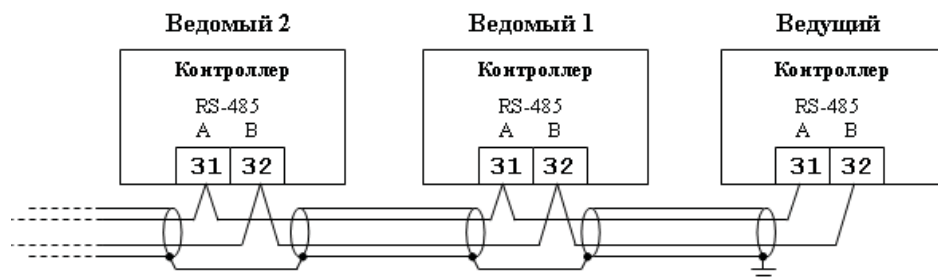 Ведомый 2 Ведомый 1 Ведущий
Контроллер Контроллер Контроллер
RS-485 RS-485 RS-485
A B A B A B
31 32 31 32 31 32